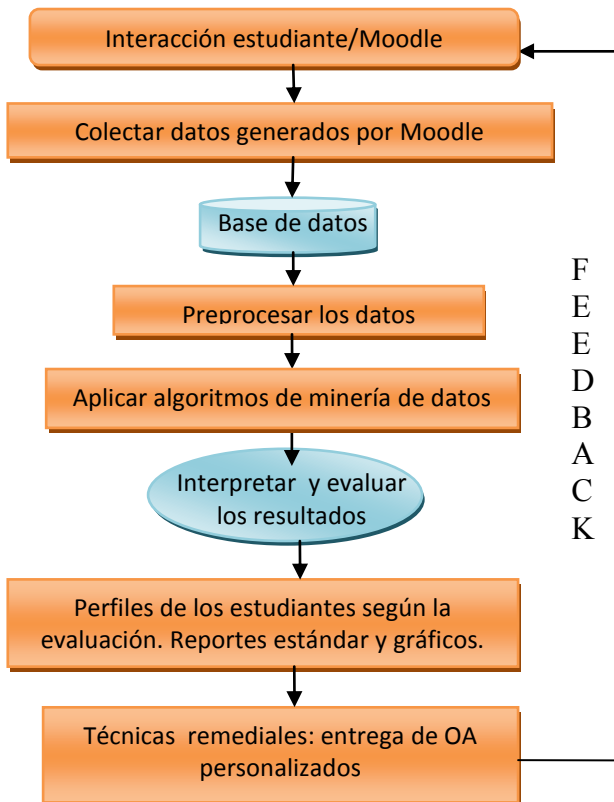 Interacción estudiante/Moodle
Colectar datos generados por Moodle
Base de datos
Preprocesar los datos
Aplicar algoritmos de minería de datos
Interpretar y evaluar
los resultados
Perfiles de los estudiantes según la
evaluación. Reportes estándar y gráficos.
Técnicas remediales: entrega de OA
personalizados
F
E
E
D
B
A
C
K